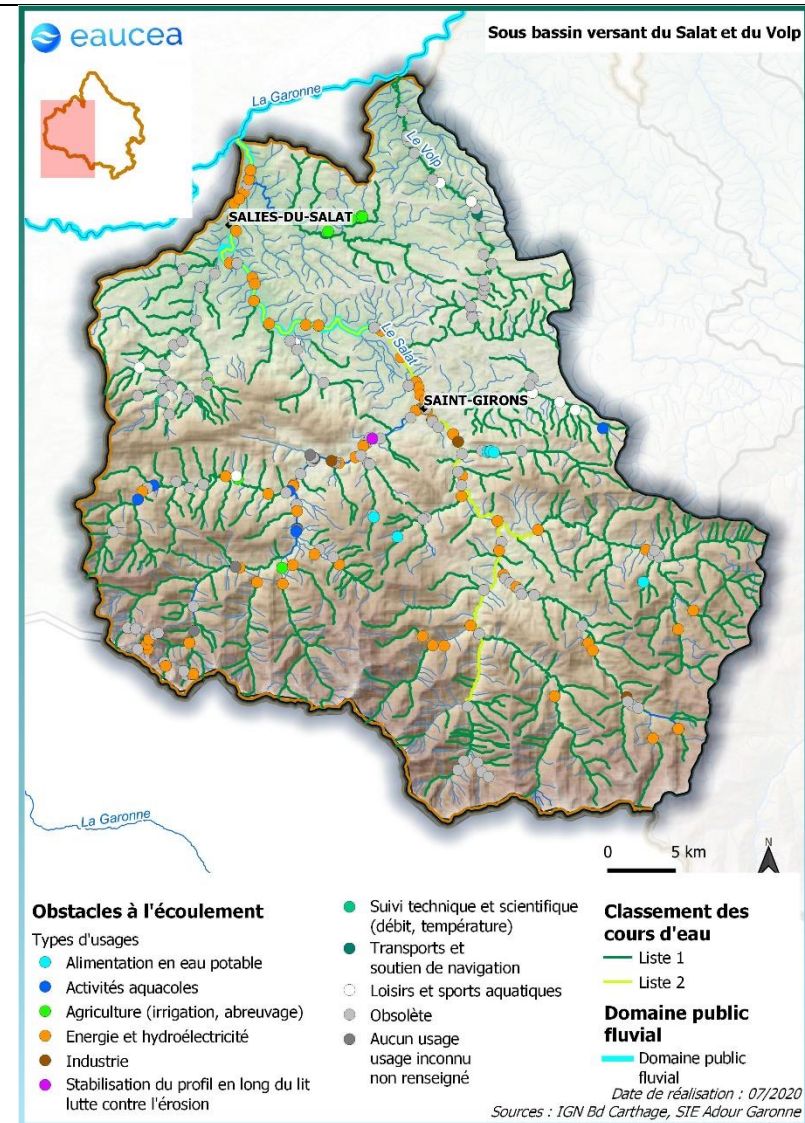 eaucea
Sous bassin versant du Salat et du Volp
La Garonne
Le Volp
SALIES-DU-SALAT
Le Salat
SAINT-GIRONS
La Garonne
0 5 km
N
Obstacles à l'écoulement
Types d'usages
Alimentation en eau potable
Activités aquacoles
Agriculture (irrigation, abreuvage)
Energie et hydroélectricité
Industrie
Stabilisation du profil en long du lit
lutte contre l'érosion
Suivi technique et scientifique
(débit, température)
Transports et
soutien de navigation
Loisirs et sports aquatiques
Obsolète
Aucun usage
usage inconnu
non renseigné
Classement des
cours d'eau
Liste 1
Liste 2
Domaine public
fluvial
Domaine public
fluvial
Date de réalisation : 07/2020
Sources : IGN Bd Carthage, SIE Adour Garonne